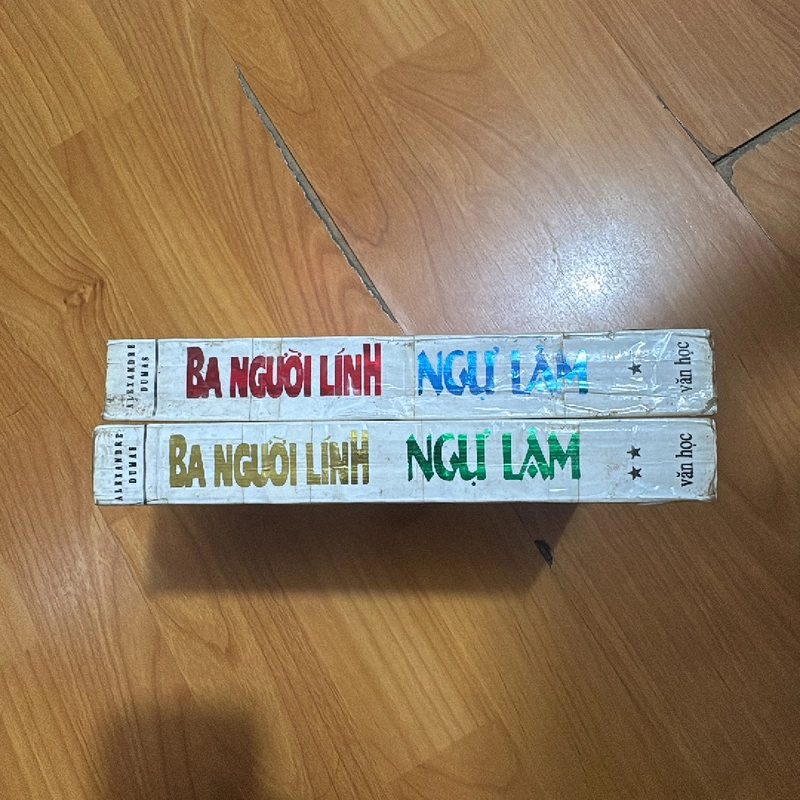 ALEXANDRE
DUMAS
BA NGƯỜI LÍNH NGỰ LÂM
văn học
ALEXANDRE
DUMAS
BA NGƯỜI LÍNH NGỰ LÂM
văn học